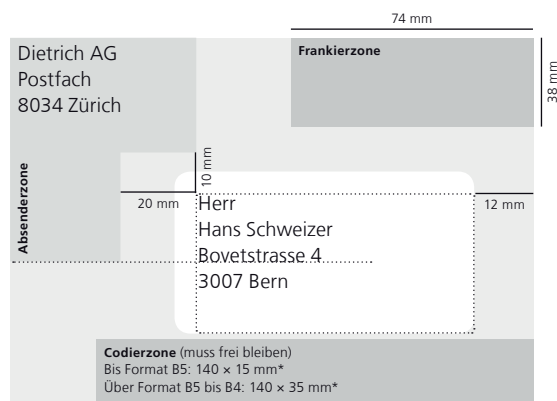 74 mm
Dietrich AG
Postfach
8034 Zürich
Frankierzone
38 mm
Absenderzone
10 mm
20 mm
12 mm
Herr
Hans Schweizer
Bovetstrasse 4
3007 Bern
Codierzone (muss frei bleiben)
Bis Format B5: 140 × 15 mm*
Über Format B5 bis B4: 140 × 35 mm*